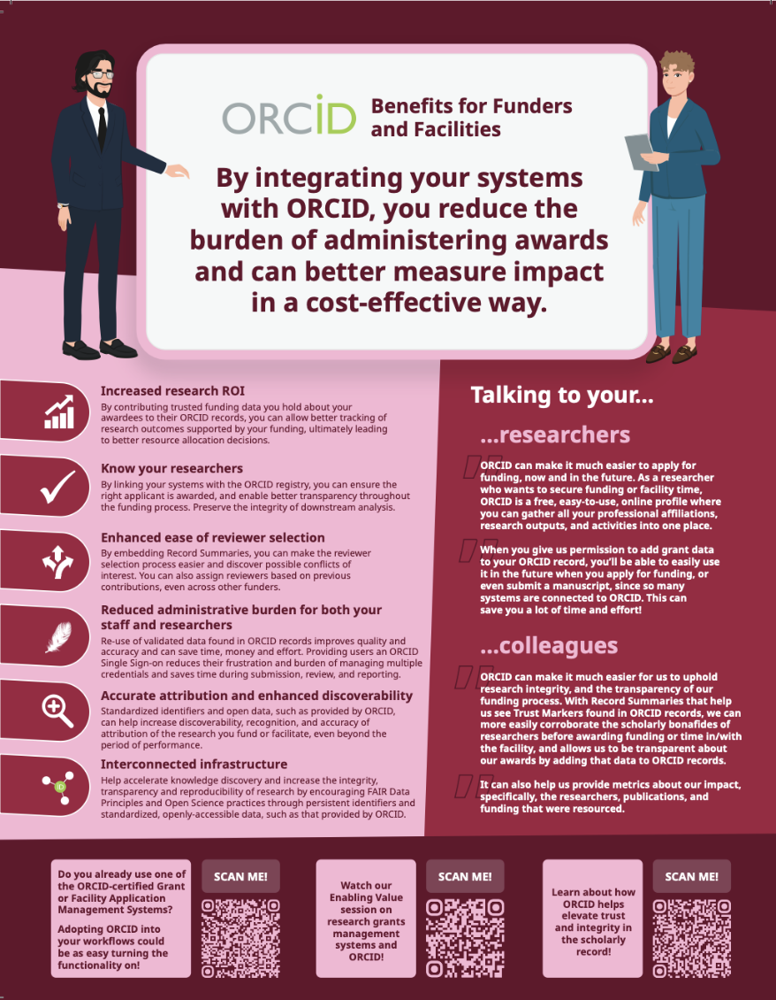 ORCiD
Benefits for Funders
and Facilities
By integrating your systems
with ORCID, you reduce the
burden of administering awards
and can better measure impact
in a cost-effective way.
Increased research ROI
By contributing trusted funding data you hold about your
awardees to their ORCID records, you can allow better tracking of
research outcomes supported by your funding, ultimately leading
to better resource allocation decisions.
Know your researchers
By linking your systems with the ORCID registry, you can ensure the
right applicant is awarded, and enable better transparency throughout
the funding process. Preserve the integrity of downstream analysis.
Enhanced ease of reviewer selection
By embedding Record Summaries, you can make the reviewer
selection process easier and discover possible conflicts of
interest. You can also assign reviewers based on previous
contributions, even across other funders.
Reduced administrative burden for both your
staff and researchers
Re-use of validated data found in ORCID records improves quality and
accuracy and can save time, money and effort. Providing users an ORCID
Single Sign-on reduces their frustration and burden of managing multiple
credentials and saves time during submission, review, and reporting.
Accurate attribution and enhanced discoverability
Standardized identifiers and open data, such as provided by ORCID,
can help increase discoverability, recognition, and accuracy of
attribution of the research you fund or facilitate, even beyond the
period of performance.
iD
Interconnected infrastructure
Help accelerate knowledge discovery and increase the integrity,
transparency and reproducibility of research by encouraging FAIR Data
Principles and Open Science practices through persistent identifiers and
standardized, openly-accessible data, such as that provided by ORCID.
Talking to your...
...researchers
ORCID can make it much easier to apply for
funding, now and in the future. As a researcher
who wants to secure funding or facility time,
ORCID is a free, easy-to-use, online profile where
you can gather all your professional affiliations,
research outputs, and activities into one place.
When you give us permission to add grant data
to your ORCID record, you'll be able to easily use
it in the future when you apply for funding, or
even submit a manuscript, since so many
systems are connected to ORCID. This can
save you a lot of time and effort!
...colleagues
ORCID can make it much easier for us to uphold
research integrity, and the transparency of our
funding process. With Record Summaries that help
us see Trust Markers found in ORCID records, we can
more easily corroborate the scholarly bonafides of
researchers before awarding funding or time in/with
the facility, and allows us to be transparent about
our awards by adding that data to ORCID records.
It can also help us provide metrics about our impact,
specifically, the researchers, publications, and
funding that were resourced.
Do you already use one of
the ORCID-certified Grant
or Facility Application
Management Systems?
Adopting ORCID into
your workflows could
be as easy turning the
functionality on!
SCAN ME!
Watch our
Enabling Value
session on
research grants
management
systems and
ORCID!
SCAN ME!
Learn about how
ORCID helps
elevate trust
and integrity in
the scholarly
record!
SCAN ME!